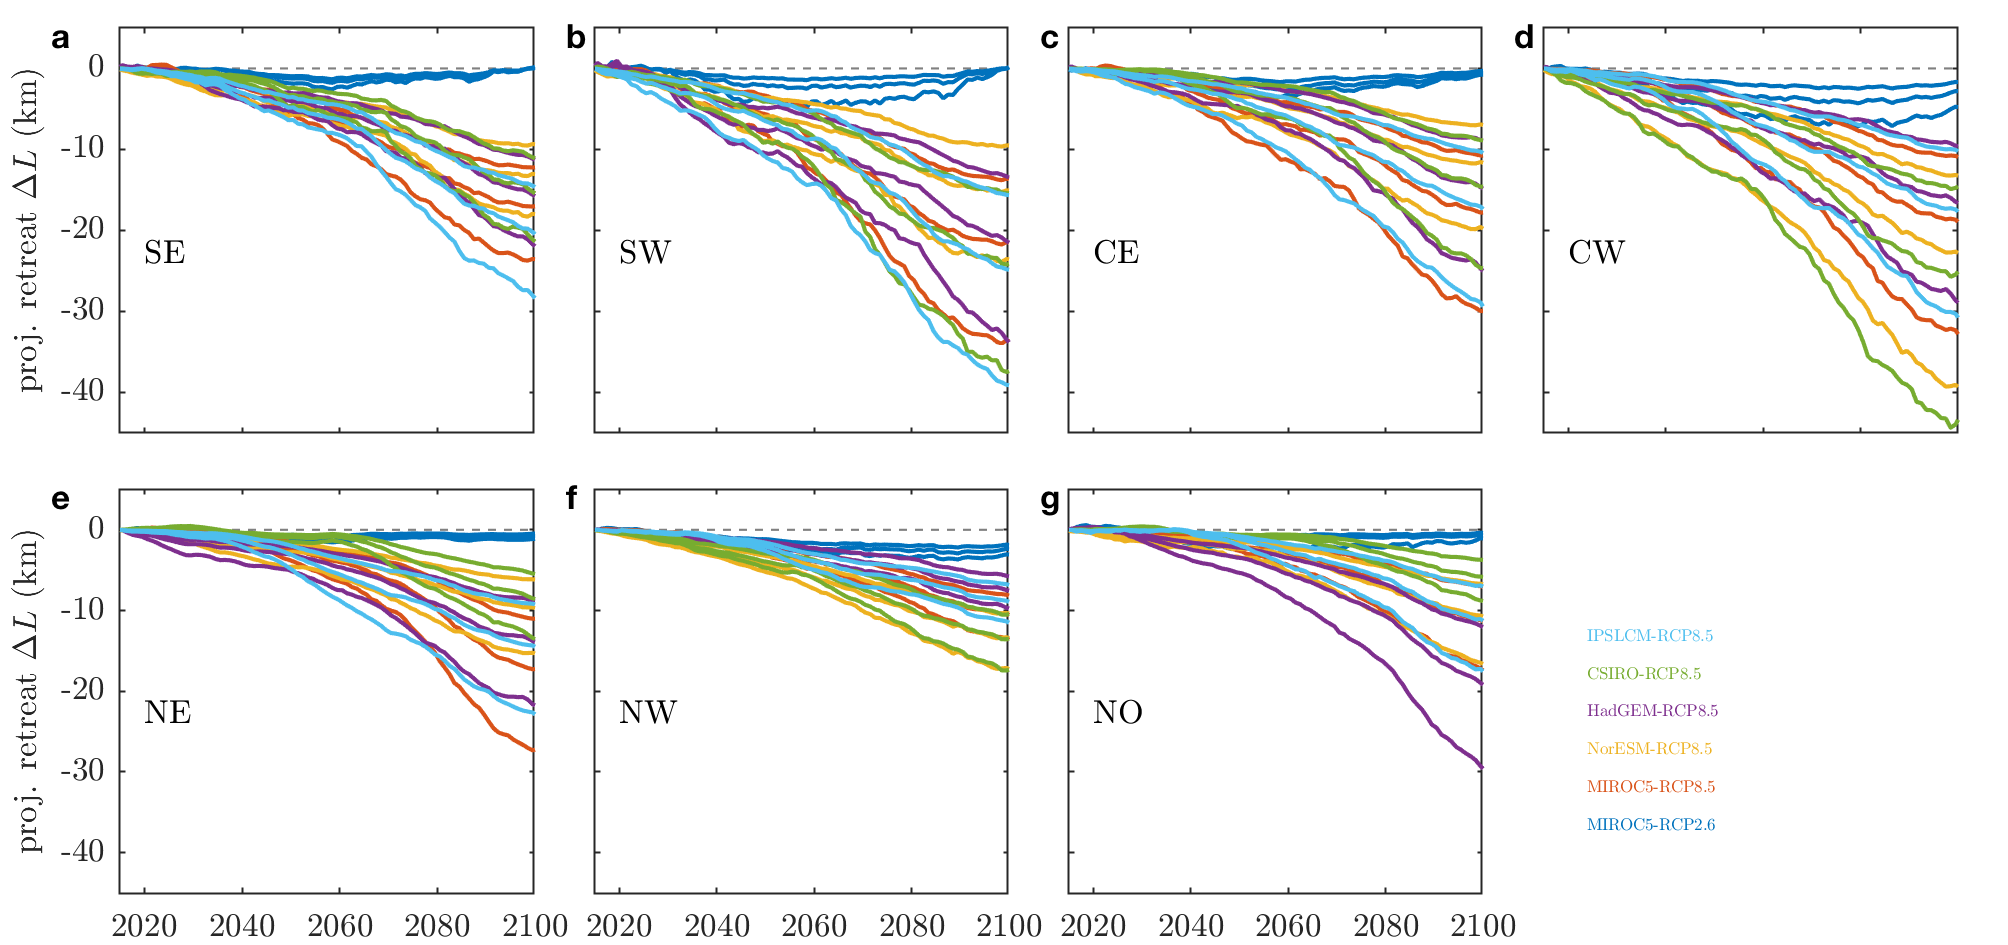 a b c d
proj. retreat ΔL (km)
0
-10
-20
-30
-40
SE SW CE CW
e f g
proj. retreat ΔL (km)
0
-10
-20
-30
-40
NE NW NO
2020 2040 2060 2080 2100 2020 2040 2060 2080 2100 2020 2040 2060 2080 2100
IPSLCM-RCP8.5
CSIRO-RCP8.5
HadGEM-RCP8.5
NorESM-RCP8.5
MIROC5-RCP8.5
MIROC5-RCP2.6